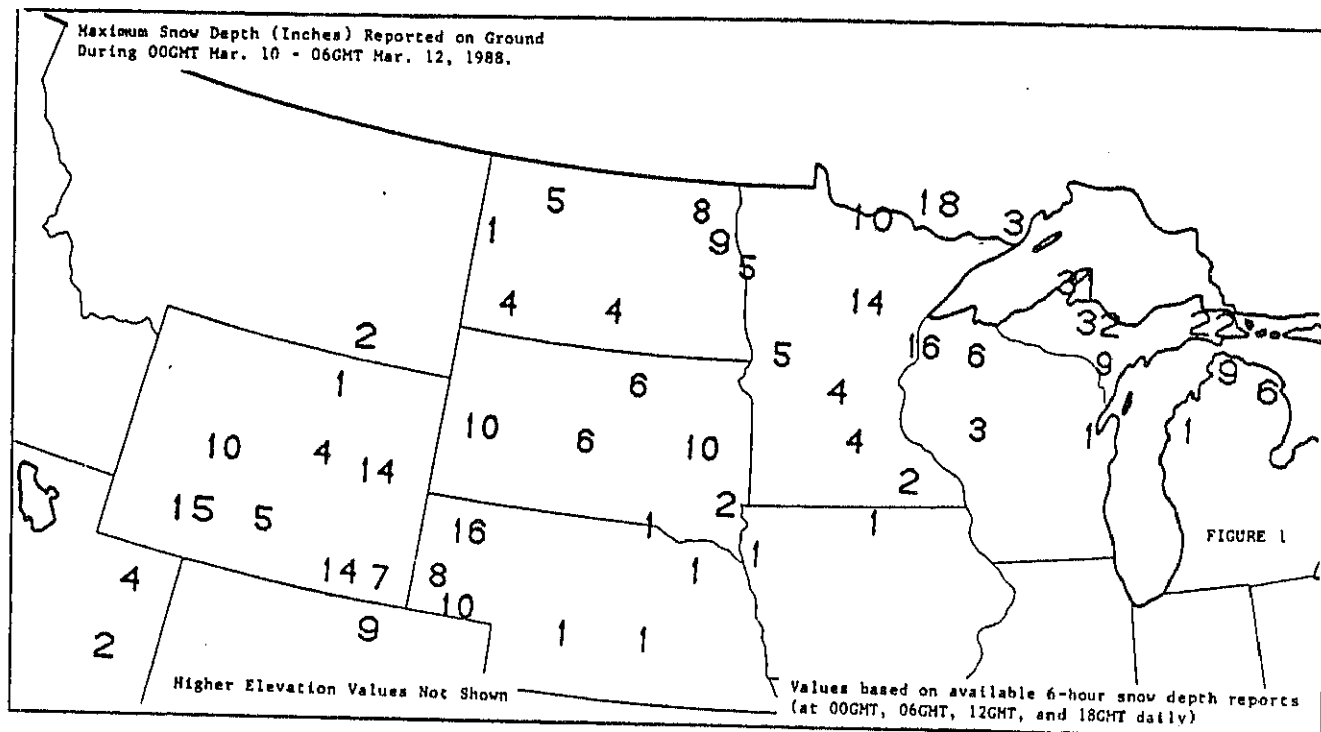 Maximum Snow Depth (Inches) Reported on Ground
During 00GMT Mar. 10 - 06GMT Mar. 12, 1988.
5 8 10 18 3
1 9
5
4 4 14 31
2 32 22
5 16 6 9
1 6 4 9 6
10 4 14 10 6 10 4 3 1 1
15 5 16 2 1 2 1
1 1 FIGURE 1
4 14 7 8 10
2 9 1 1
Higher Elevation Values Not Shown
Values based on available 6-hour snow depth reports
(at 00GMT, 06GMT, 12GMT, and 18GMT daily)